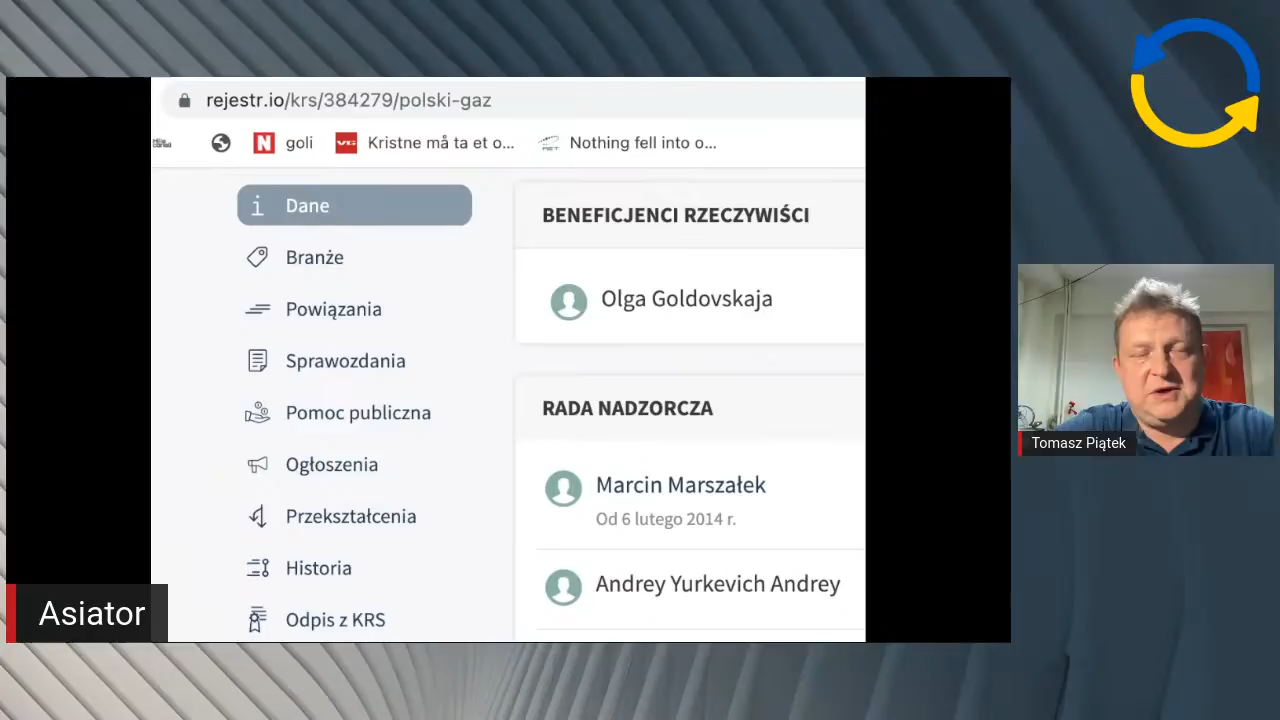 rejestr.io/krs/384279/polski-gaz
N goli VG Kristne må ta et o... Nothing fell into o...
Dane
Branże
Powiązania
Sprawozdania
Pomoc publiczna
Ogłoszenia
Przekształcenia
Historia
Odpis z KRS
BENEFICJENCI RZECZYWIŚCI
Olga Goldovskaja
RADA NADZORCZA
Marcin Marszałek
Od 6 lutego 2014 r.
Andrey Yurkevich Andrey
Asiator
Tomasz Piątek